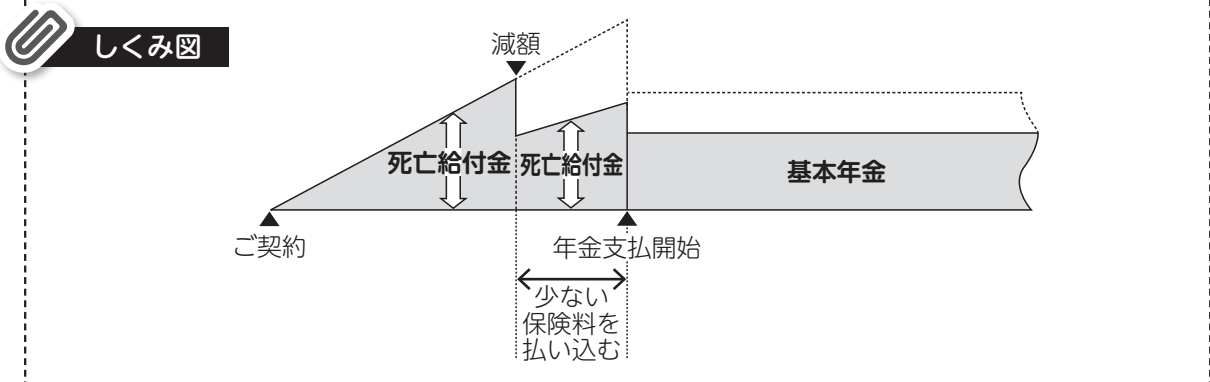 しくみ図
減額
死亡給付金
死亡給付金
基本年金
ご契約
年金支払開始
少ない
保険料を
払い込む